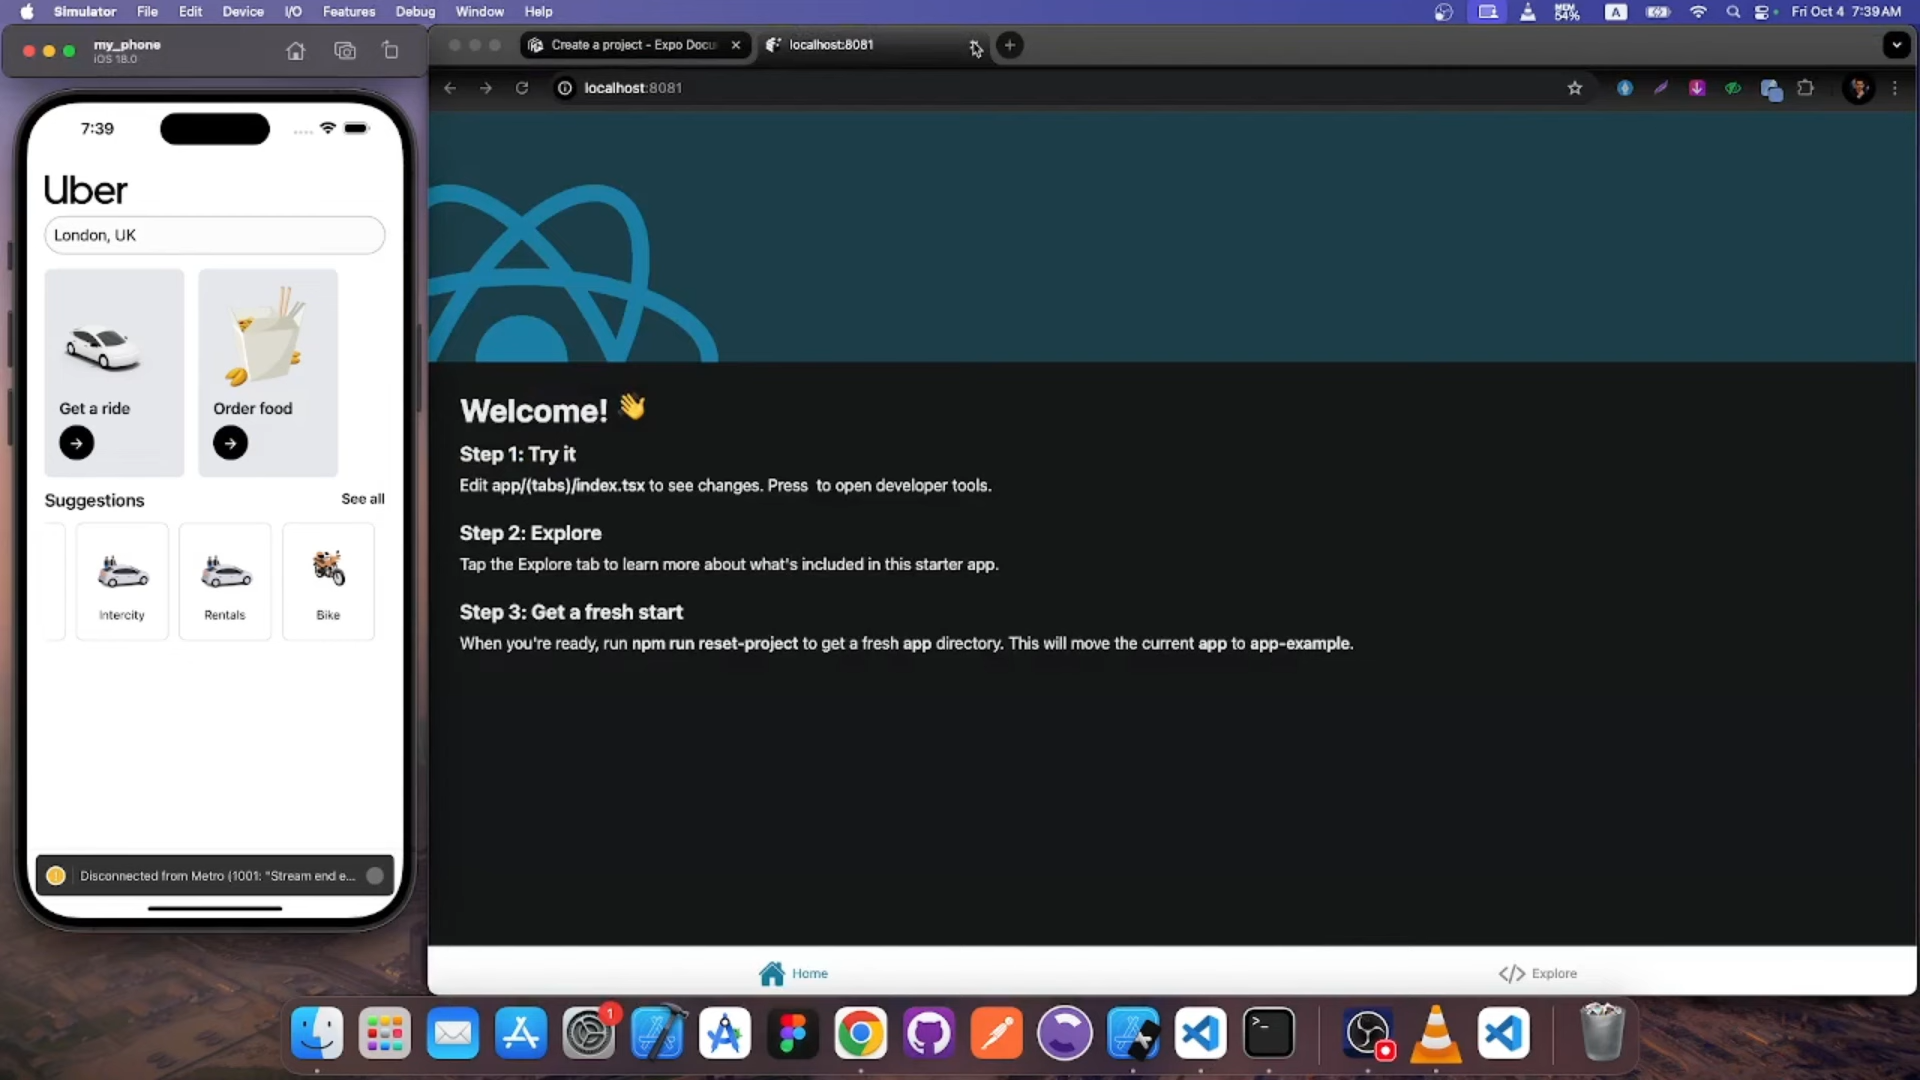 Simulator File Edit Device I/O Features Debug Window Help
MEM 54% A Fri Oct 4 7:39 AM
my_phone
iOS 18.0
Create a project - Expo Docu
localhost:8081
localhost:8081
7:39
Uber
London, UK
Get a ride
Order food
Suggestions
See all
Intercity
Rentals
Bike
Disconnected from Metro (1001: "Stream end e...
Welcome! 👋
Step 1: Try it
Edit app/(tabs)/index.tsx to see changes. Press to open developer tools.
Step 2: Explore
Tap the Explore tab to learn more about what's included in this starter app.
Step 3: Get a fresh start
When you're ready, run npm run reset-project to get a fresh app directory. This will move the current app to app-example.
Home
Explore
1